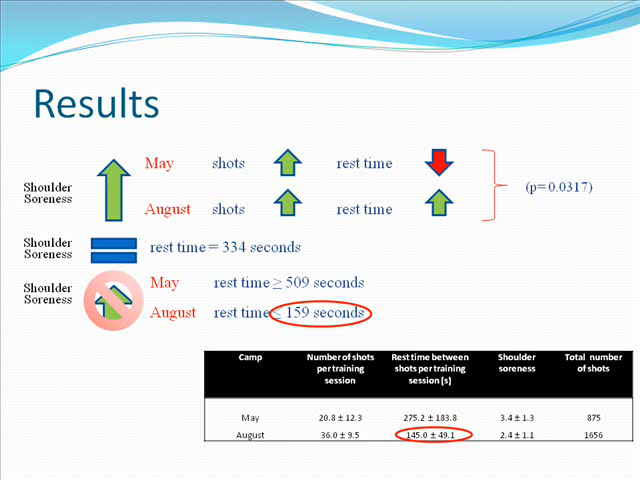 Results
Shoulder
Soreness
May shots rest time
August shots rest time
(p=0.0317)
Shoulder
Soreness
rest time = 334 seconds
Shoulder
Soreness
May rest time ≥ 509 seconds
August rest time ≤ 159 seconds
Camp Number of shots per training session Rest time between shots per training session (s) Shoulder soreness Total number of shots
May 20.8 ± 12.3 275.2 ± 183.8 3.4 ± 1.3 875
August 36.0 ± 9.5 145.0 ± 49.1 2.4 ± 1.1 1656